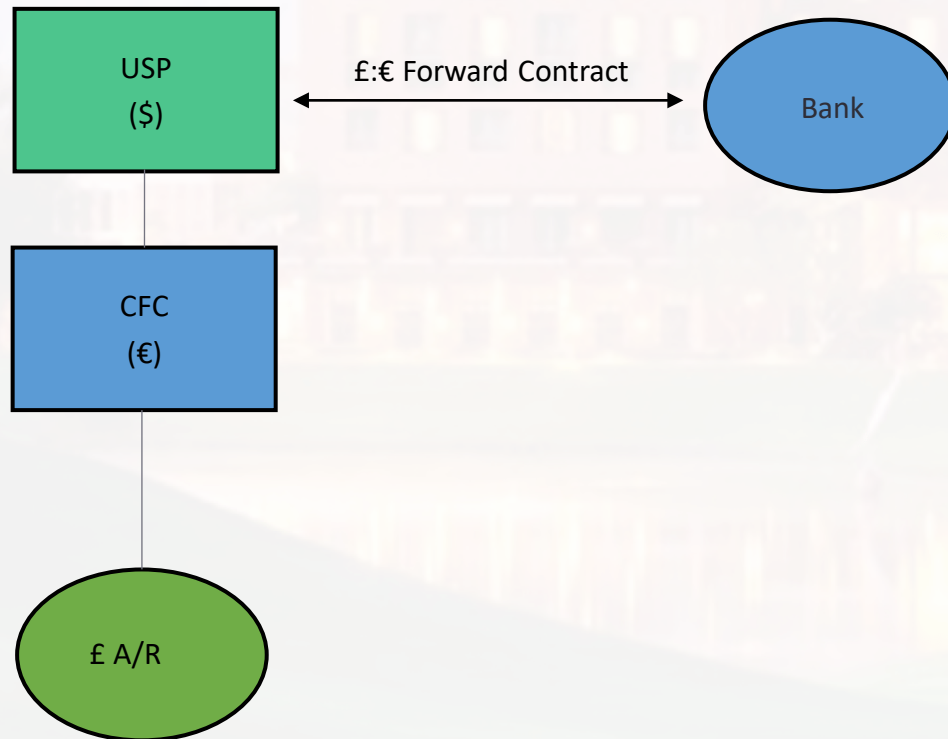 USP
($)
£:€ Forward Contract
Bank
CFC
(€)
£ A/R